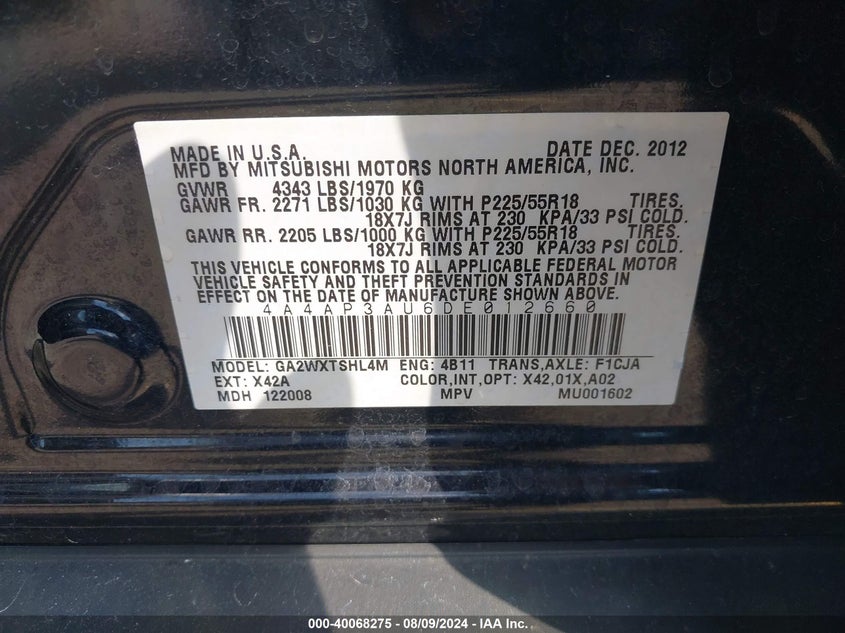 MADE IN U.S.A. DATE DEC. 2012
MFD BY MITSUBISHI MOTORS NORTH AMERICA, INC.
GVWR 4343 LBS/1970 KG
GAWR FR. 2271 LBS/1030 KG WITH P225/55R18 TIRES.
18X7J RIMS AT 230 KPA/33 PSI COLD.
GAWR RR. 2205 LBS/1000 KG WITH P225/55R18 TIRES.
18X7J RIMS AT 230 KPA/33 PSI COLD.
THIS VEHICLE CONFORMS TO ALL APPLICABLE FEDERAL MOTOR
VEHICLE SAFETY AND THEFT PREVENTION STANDARDS IN
EFFECT ON THE DATE OF MANUFACTURE SHOWN ABOVE.
4A4AP3AU6DE012660
MODEL: GA2WXTSHL4M ENG: 4B11 TRANS,AXLE: F1CJA
EXT: X42A COLOR,INT,OPT: X42,01X,A02
MDH 122008 MPV MU001602
000-40068275 - 08/09/2024 - IAA Inc.